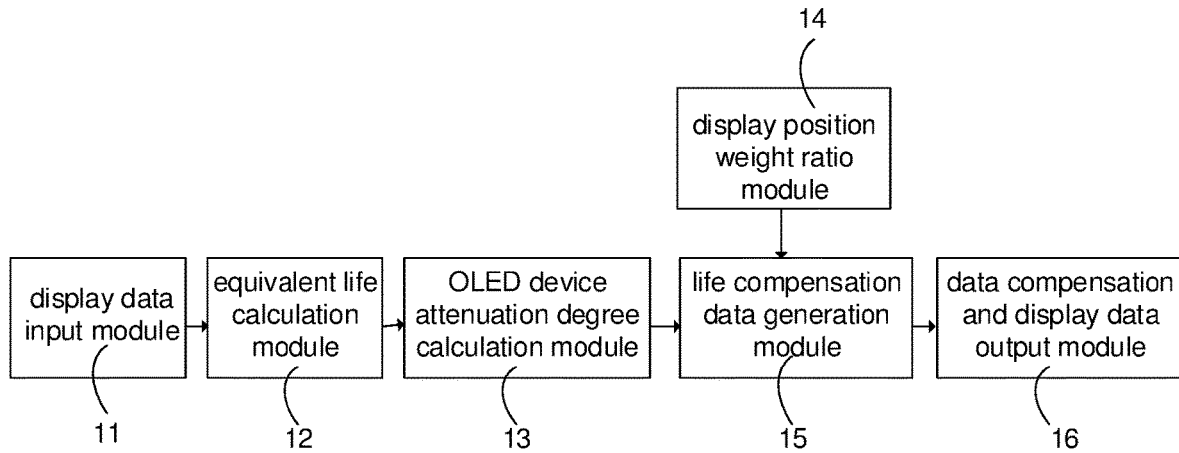 14
display position
weight ratio
module
display data
input module
equivalent life
calculation
module
OLED device
attenuation degree
calculation module
life compensation
data generation
module
data compensation
and display data
output module
11
12
13
15
16